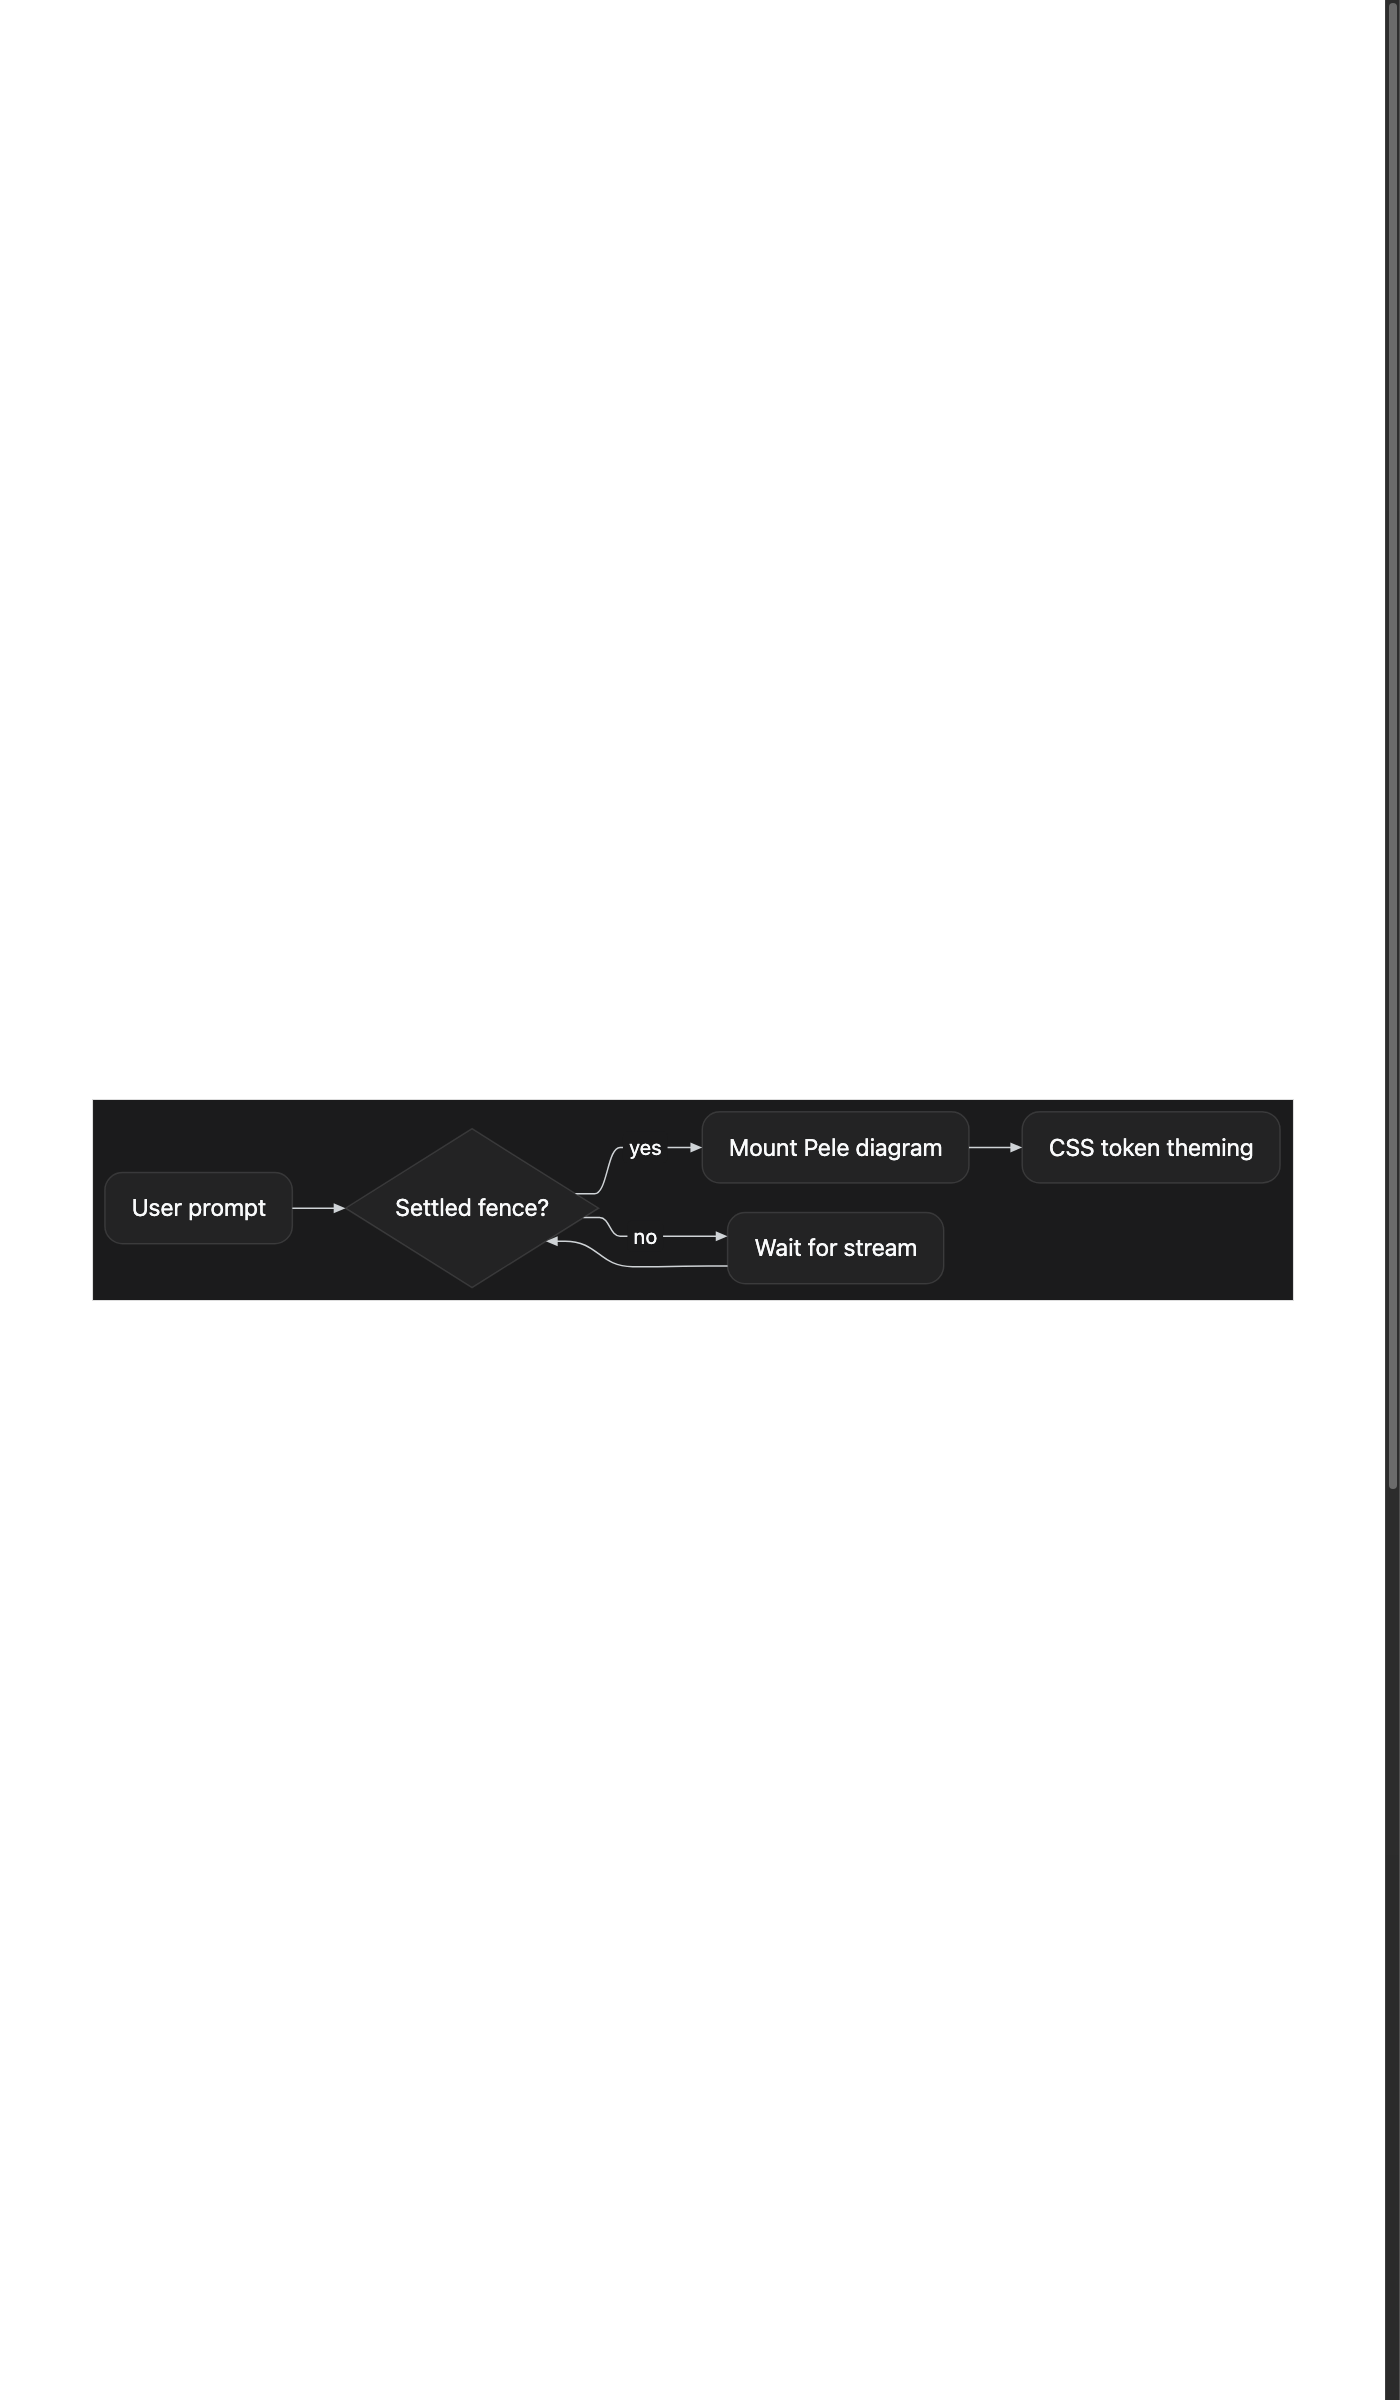 User prompt
Settled fence?
yes
Mount Pele diagram
CSS token theming
no
Wait for stream